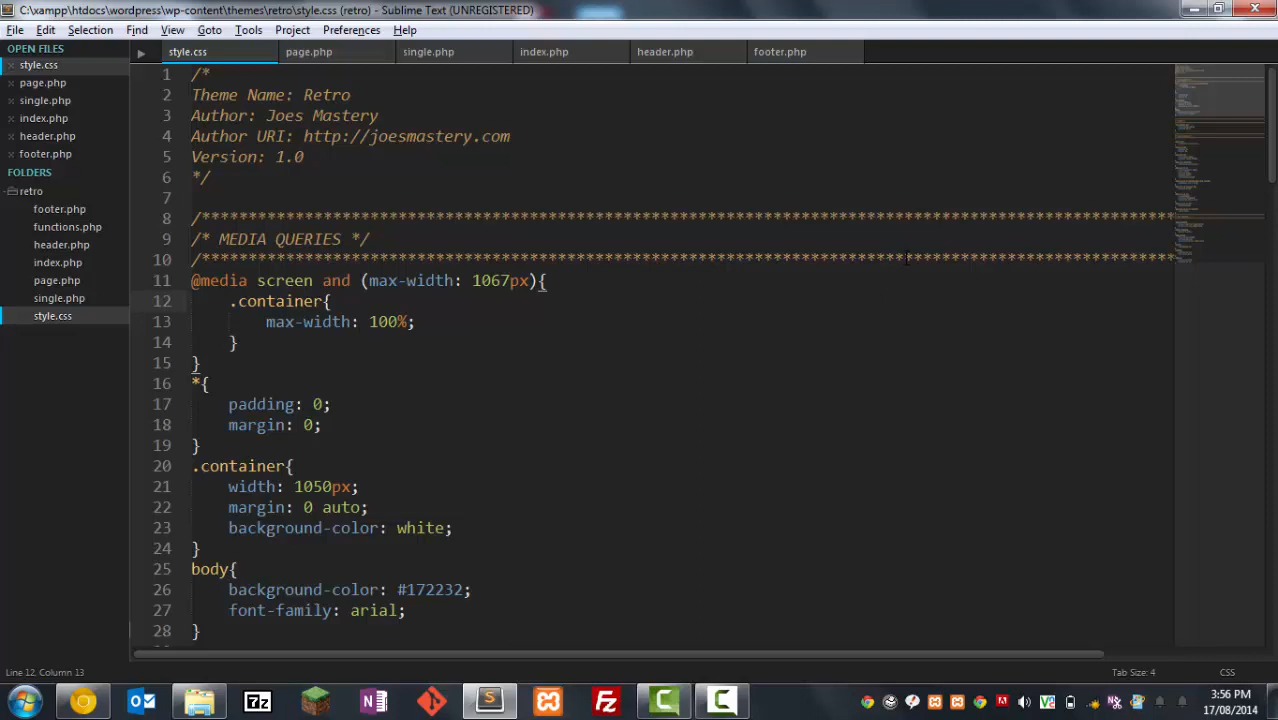 C:\xampp\htdocs\wordpress\wp-content\themes\retro\style.css (retro) - Sublime Text (UNREGISTERED)
File Edit Selection Find View Goto Tools Project Preferences Help
OPEN FILES
style.css
page.php
single.php
index.php
header.php
footer.php
FOLDERS
retro
footer.php
functions.php
header.php
index.php
page.php
single.php
style.css
style.css page.php single.php index.php header.php footer.php
1 /*
2 Theme Name: Retro
3 Author: Joes Mastery
4 Author URI: http://joesmastery.com
5 Version: 1.0
6 */
7
8 /*********************************************************************************************************
9 /* MEDIA QUERIES */
10 /*********************************************************************************************************
11 @media screen and (max-width: 1067px){
12 .container{
13 max-width: 100%;
14 }
15 }
16 *{
17 padding: 0;
18 margin: 0;
19 }
20 .container{
21 width: 1050px;
22 margin: 0 auto;
23 background-color: white;
24 }
25 body{
26 background-color: #172232;
27 font-family: arial;
28 }
Line 12, Column 13 Tab Size: 4 CSS
3:56 PM
17/08/2014